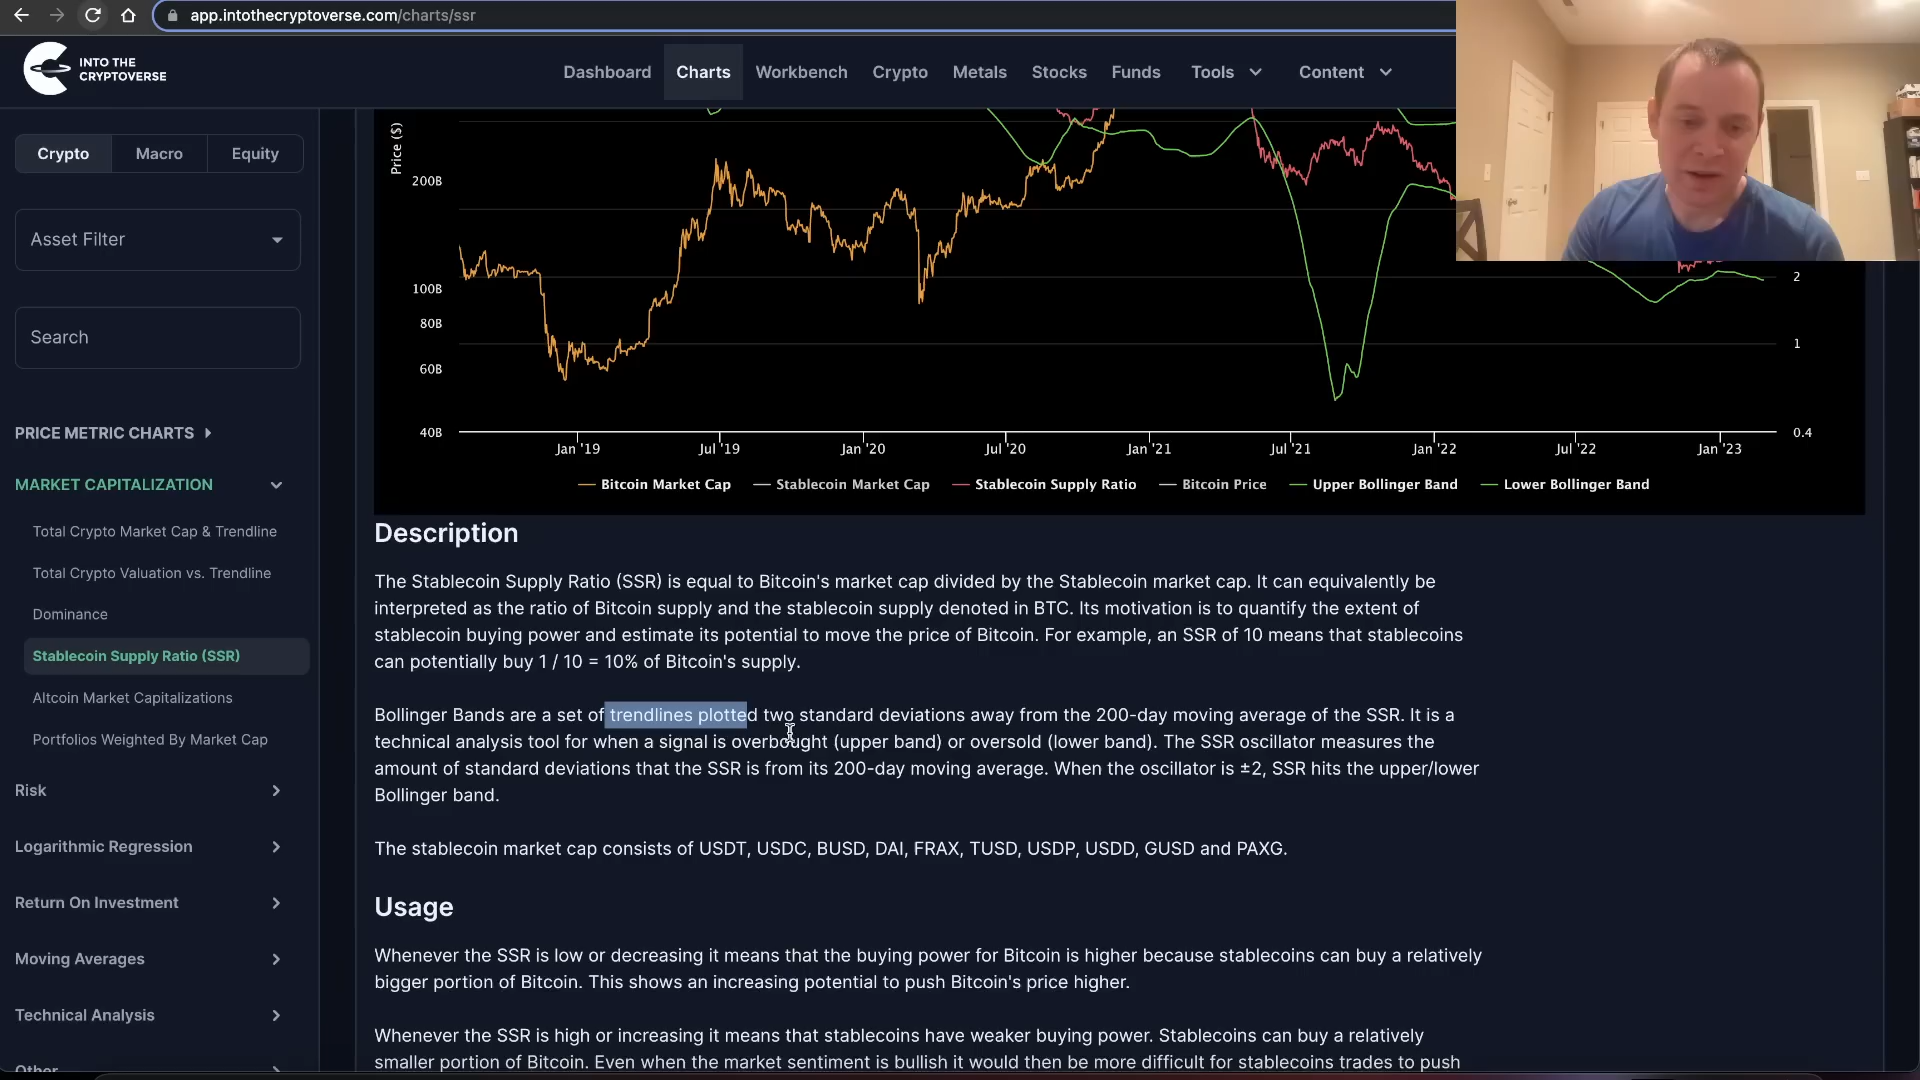 app.intothecryptoverse.com/charts/ssr
INTO THE
CRYPTOVERSE
Dashboard
Charts
Workbench
Crypto
Metals
Stocks
Funds
Tools
Content
Crypto
Macro
Equity
Asset Filter
Search
PRICE METRIC CHARTS
MARKET CAPITALIZATION
Total Crypto Market Cap & Trendline
Total Crypto Valuation vs. Trendline
Dominance
Stablecoin Supply Ratio (SSR)
Altcoin Market Capitalizations
Portfolios Weighted By Market Cap
Risk
Logarithmic Regression
Return On Investment
Moving Averages
Technical Analysis
Other
Price ($)
200B
100B
80B
60B
40B
2
1
0.4
Jan '19
Jul '19
Jan '20
Jul '20
Jan '21
Jul '21
Jan '22
Jul '22
Jan '23
Bitcoin Market Cap
Stablecoin Market Cap
Stablecoin Supply Ratio
Bitcoin Price
Upper Bollinger Band
Lower Bollinger Band
Description
The Stablecoin Supply Ratio (SSR) is equal to Bitcoin's market cap divided by the Stablecoin market cap. It can equivalently be
interpreted as the ratio of Bitcoin supply and the stablecoin supply denoted in BTC. Its motivation is to quantify the extent of
stablecoin buying power and estimate its potential to move the price of Bitcoin. For example, an SSR of 10 means that stablecoins
can potentially buy 1 / 10 = 10% of Bitcoin's supply.
Bollinger Bands are a set of trendlines plotted two standard deviations away from the 200-day moving average of the SSR. It is a
technical analysis tool for when a signal is overbought (upper band) or oversold (lower band). The SSR oscillator measures the
amount of standard deviations that the SSR is from its 200-day moving average. When the oscillator is ±2, SSR hits the upper/lower
Bollinger band.
The stablecoin market cap consists of USDT, USDC, BUSD, DAI, FRAX, TUSD, USDP, USDD, GUSD and PAXG.
Usage
Whenever the SSR is low or decreasing it means that the buying power for Bitcoin is higher because stablecoins can buy a relatively
bigger portion of Bitcoin. This shows an increasing potential to push Bitcoin's price higher.
Whenever the SSR is high or increasing it means that stablecoins have weaker buying power. Stablecoins can buy a relatively
smaller portion of Bitcoin. Even when the market sentiment is bullish it would then be more difficult for stablecoins trades to push